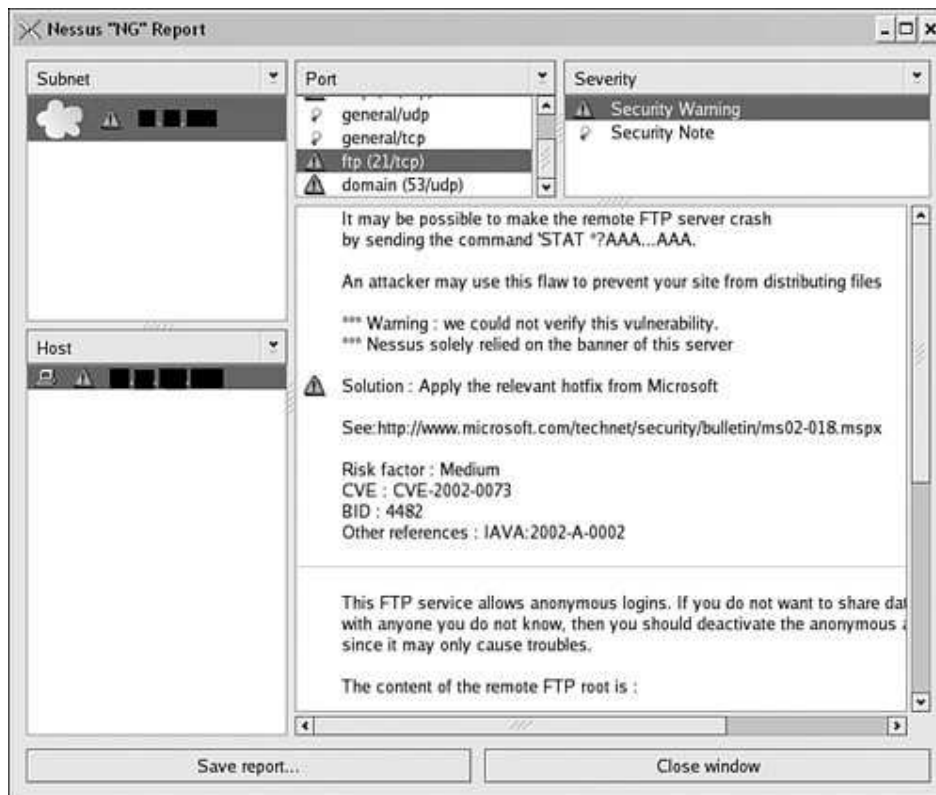 Nessus "NG" Report
Subnet
Port
general/udp
general/tcp
ftp (21/tcp)
domain (53/udp)
Severity
Security Warning
Security Note
Host
It may be possible to make the remote FTP server crash
by sending the command 'STAT *?AAA...AAA.
An attacker may use this flaw to prevent your site from distributing files
*** Warning : we could not verify this vulnerability.
*** Nessus solely relied on the banner of this server
Solution : Apply the relevant hotfix from Microsoft
See:http://www.microsoft.com/technet/security/bulletin/ms02-018.mspx
Risk factor : Medium
CVE : CVE-2002-0073
BID : 4482
Other references : IAVA:2002-A-0002
This FTP service allows anonymous logins. If you do not want to share
with anyone you do not know, then you should deactivate the anonymous
since it may only cause troubles.
The content of the remote FTP root is :
Save report...
Close window